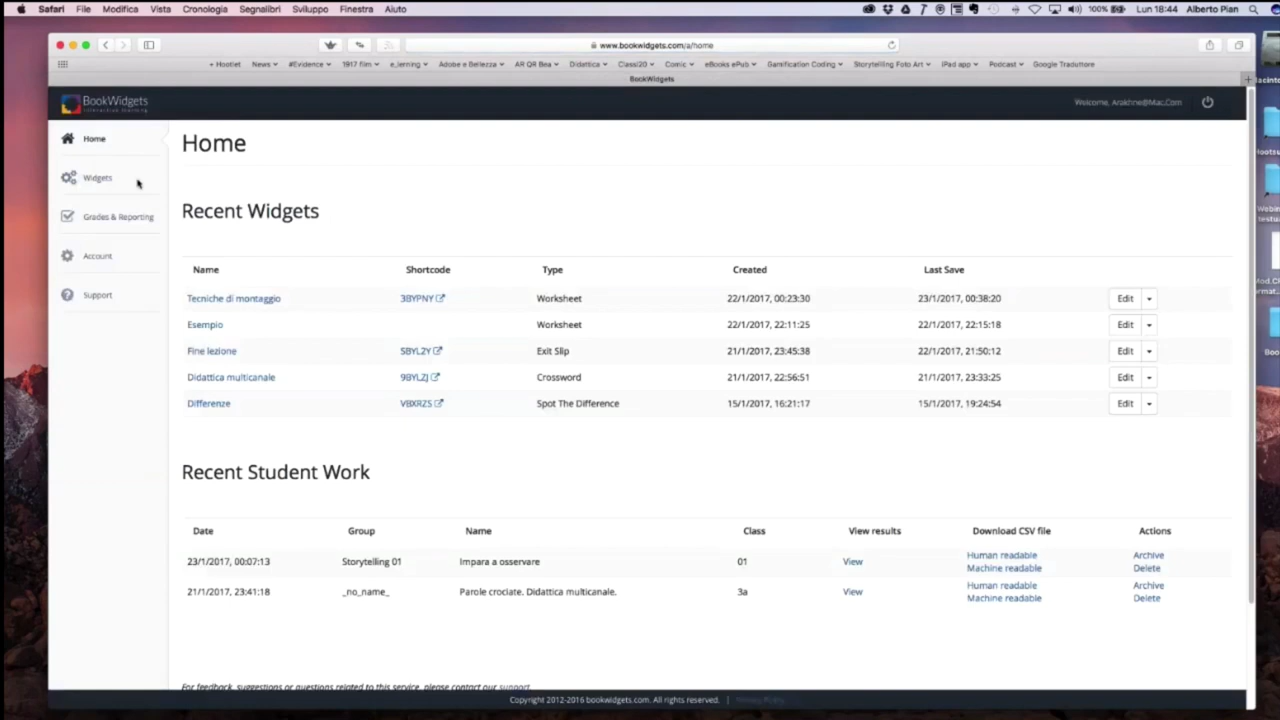 Safari File Modifica Vista Cronologia Segnalibri Sviluppo Finestra Aiuto 100% Lun 18:44 Alberto Pian
www.bookwidgets.com/a/home
+ Hootlet News #Evidence 1917 film e_lerning Adobe e Bellezza AR QR Bea Didattica Classi20 Comic eBooks ePub Gamification Coding Storytelling Foto Art iPad app Podcast Google Traduttore
BookWidgets
BookWidgets
interactive learning
Welcome, Arakhne@Mac.Com
Home
Widgets
Grades & Reporting
Account
Support
Home
Recent Widgets
Name Shortcode Type Created Last Save
Tecniche di montaggio 3BYPNY Worksheet 22/1/2017, 00:23:30 23/1/2017, 00:38:20 Edit
Esempio Worksheet 22/1/2017, 22:11:25 22/1/2017, 22:15:18 Edit
Fine lezione SBYL2Y Exit Slip 21/1/2017, 23:45:38 22/1/2017, 21:50:12 Edit
Didattica multicanale 9BYLZJ Crossword 21/1/2017, 22:56:51 21/1/2017, 23:33:25 Edit
Differenze VBXRZS Spot The Difference 15/1/2017, 16:21:17 15/1/2017, 19:24:54 Edit
Recent Student Work
Date Group Name Class View results Download CSV file Actions
23/1/2017, 00:07:13 Storytelling 01 Impara a osservare 01 View Human readable Archive
Machine readable Delete
21/1/2017, 23:41:18 _no_name_ Parole crociate. Didattica multicanale. 3a View Human readable Archive
Machine readable Delete
For feedback, suggestions or questions related to this service, please contact our support.
Copyright 2012-2016 bookwidgets.com. All rights reserved. | Privacy Policy